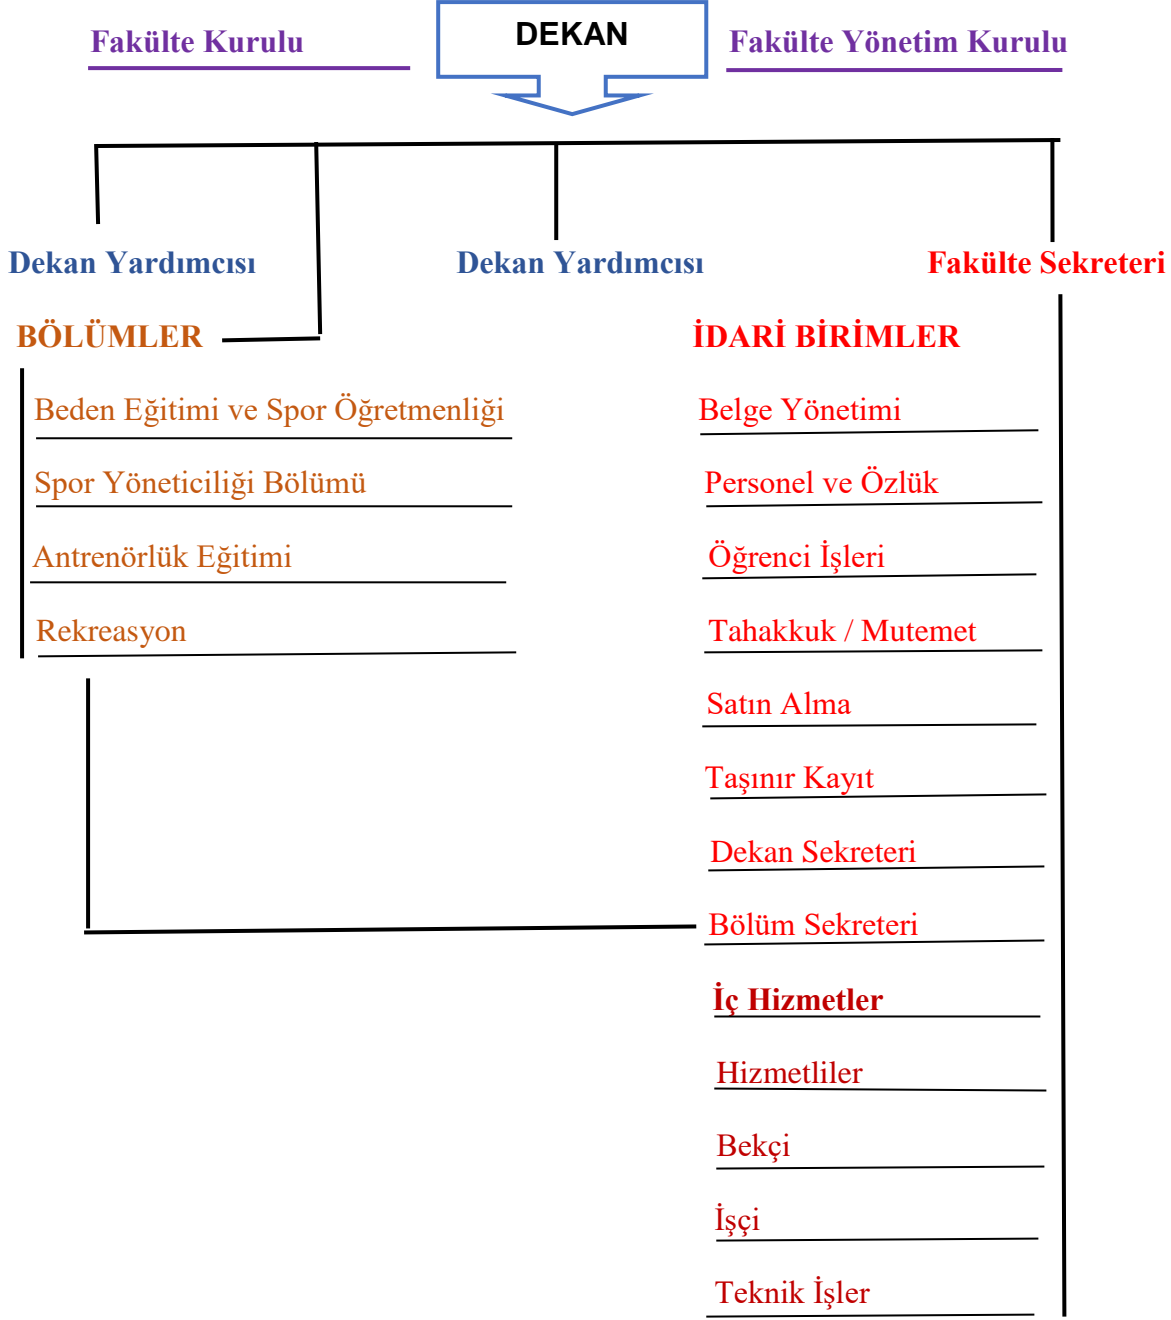 DEKAN
Fakülte Kurulu
Fakülte Yönetim Kurulu
Dekan Yardımcısı
Dekan Yardımcısı
Fakülte Sekreteri
BÖLÜMLER
Beden Eğitimi ve Spor Öğretmenliği
Spor Yöneticiliği Bölümü
Antrenörlük Eğitimi
Rekreasyon
İDARİ BİRİMLER
Belge Yönetimi
Personel ve Özlük
Öğrenci İşleri
Tahakkuk / Mutemet
Satın Alma
Taşınır Kayıt
Dekan Sekreteri
Bölüm Sekreteri
İç Hizmetler
Hizmetliler
Bekçi
İşçi
Teknik İşler